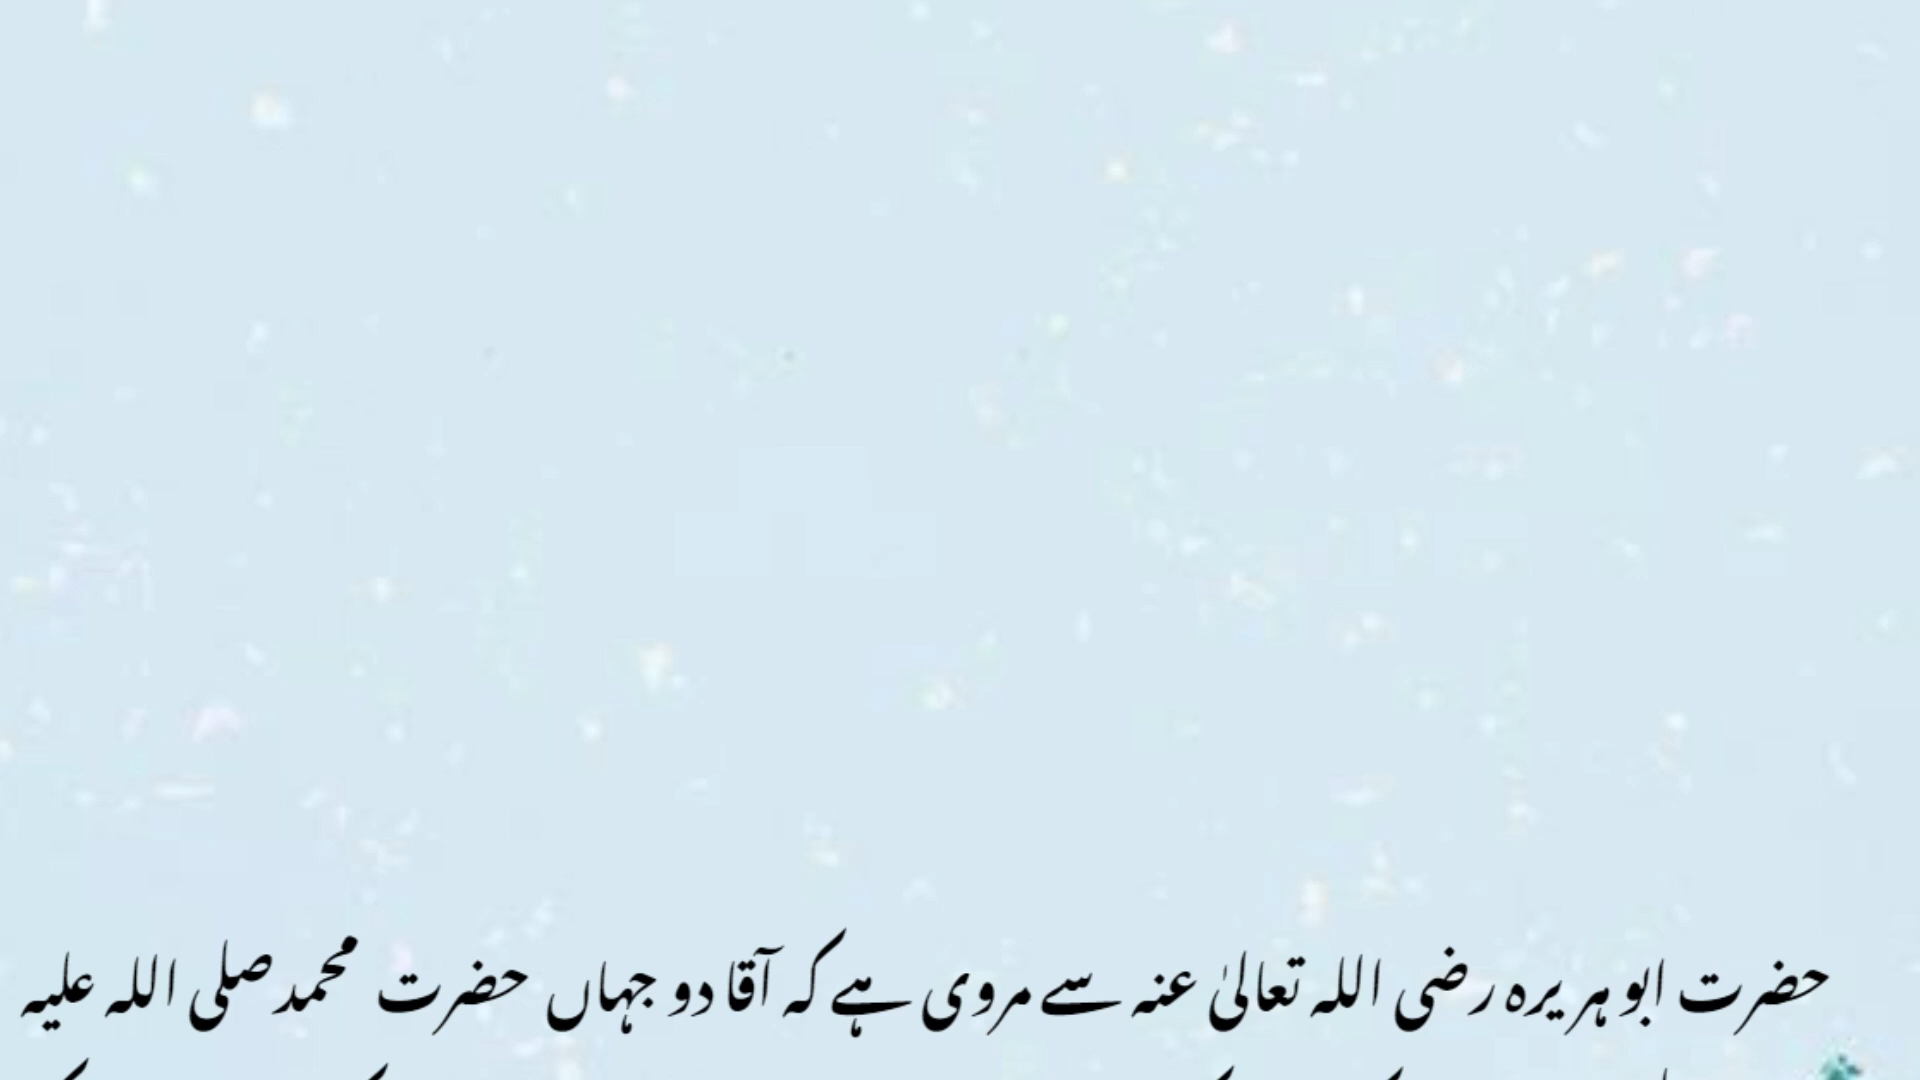 حضرت ابو ہریرہ رضی اللہ تعالیٰ عنہ سے مروی ہے کہ آقا دو جہاں حضرت محمد صلی اللہ علیہ